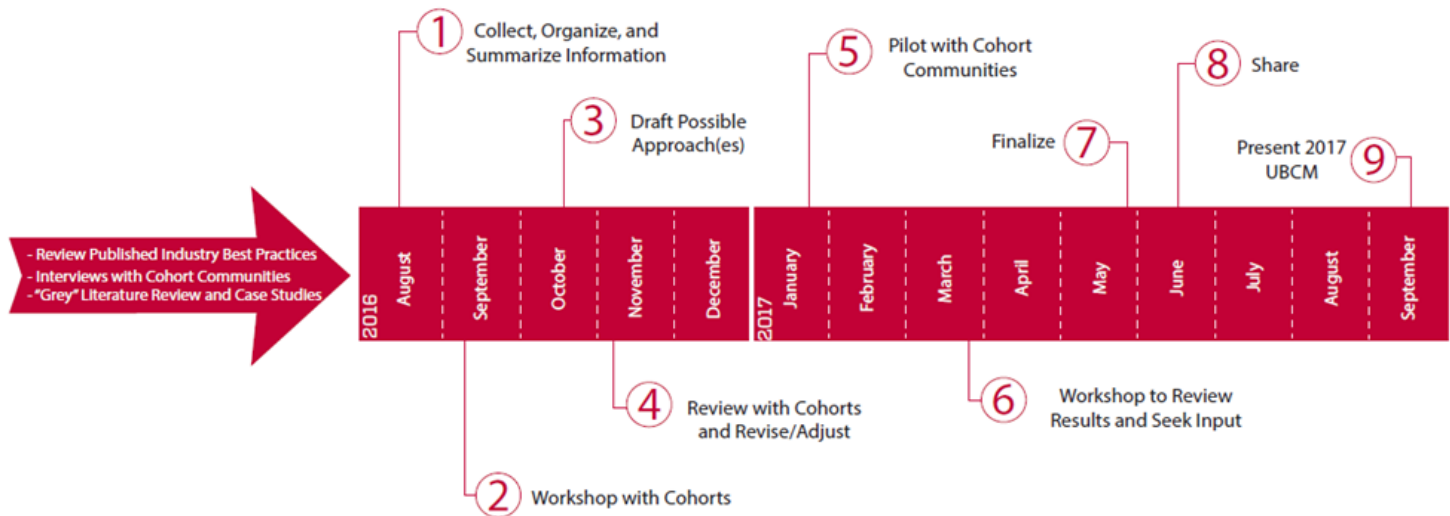 1
Collect, Organize, and
Summarize Information
3
Draft Possible
Approach(es)
5
Pilot with Cohort
Communities
7
Finalize
8
Share
9
Present 2017
UBCM
- Review Published Industry Best Practices
- Interviews with Cohort Communities
- "Grey" Literature Review and Case Studies
2016
August
September
October
November
December
2017
January
February
March
April
May
June
July
August
September
2
Workshop with Cohorts
4
Review with Cohorts
and Revise/Adjust
6
Workshop to Review
Results and Seek Input